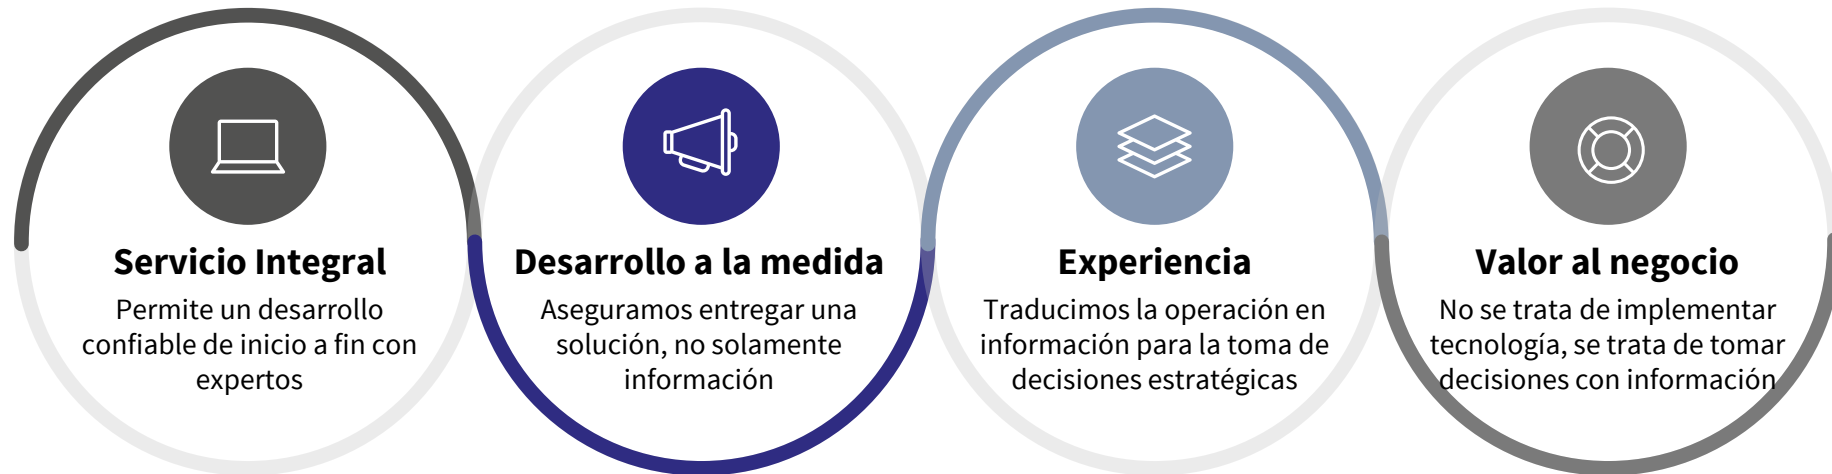 Servicio Integral
Permite un desarrollo
confiable de inicio a fin con
expertos
Desarrollo a la medida
Aseguramos entregar una
solución, no solamente
información
Experiencia
Traducimos la operación en
información para la toma de
decisiones estratégicas
Valor al negocio
No se trata de implementar
tecnología, se trata de tomar
decisiones con información